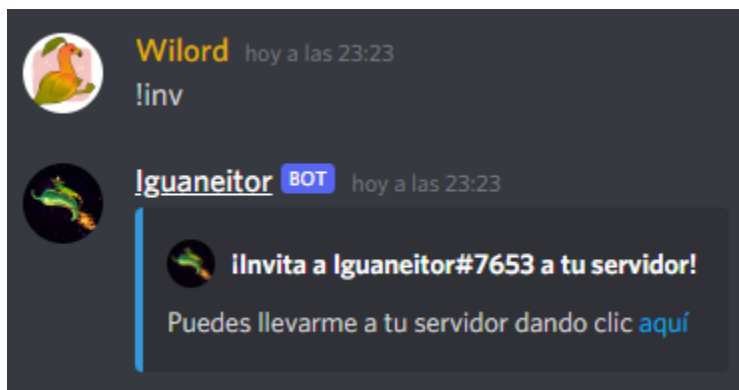 Wilord hoy a las 23:23
!inv
Iguaneitor BOT hoy a las 23:23
¡Invita a Iguaneitor#7653 a tu servidor!
Puedes llevarme a tu servidor dando clic aquí